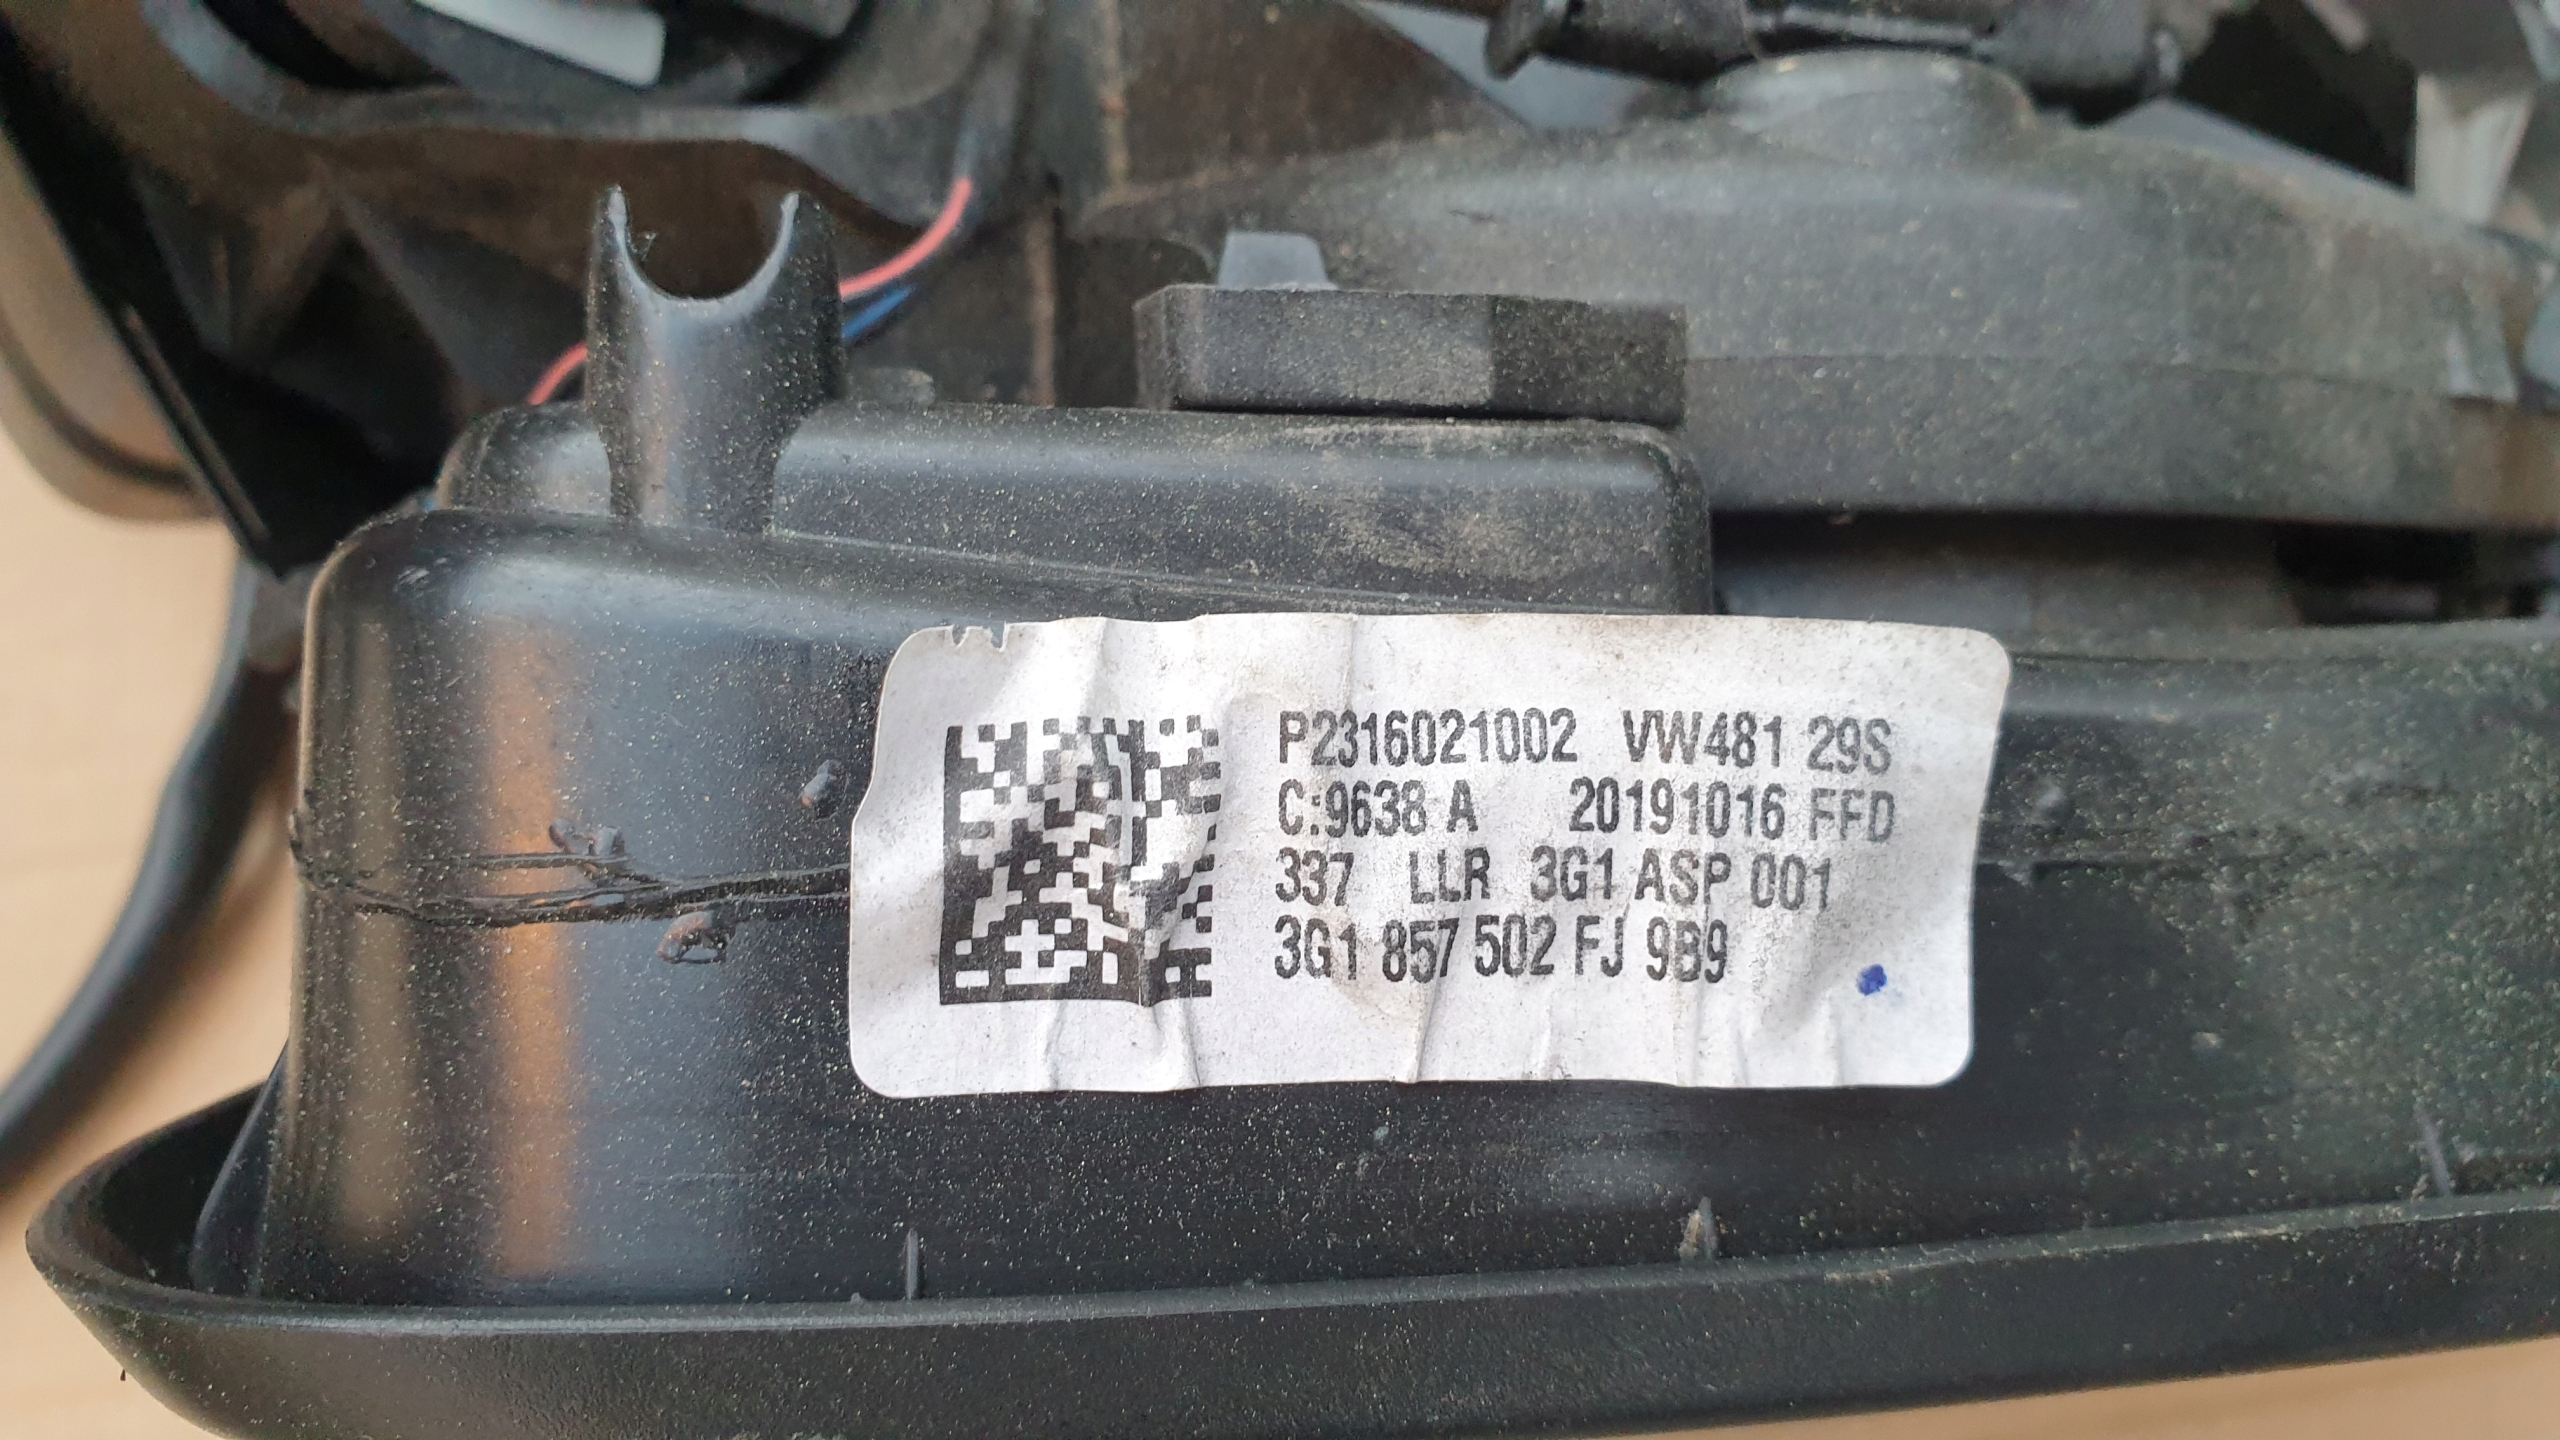 P2316021002 VW481 29S
C:9638 A 20191016 FFD
337 LLR 3G1 ASP 001
3G1 857 502 FJ 9B9